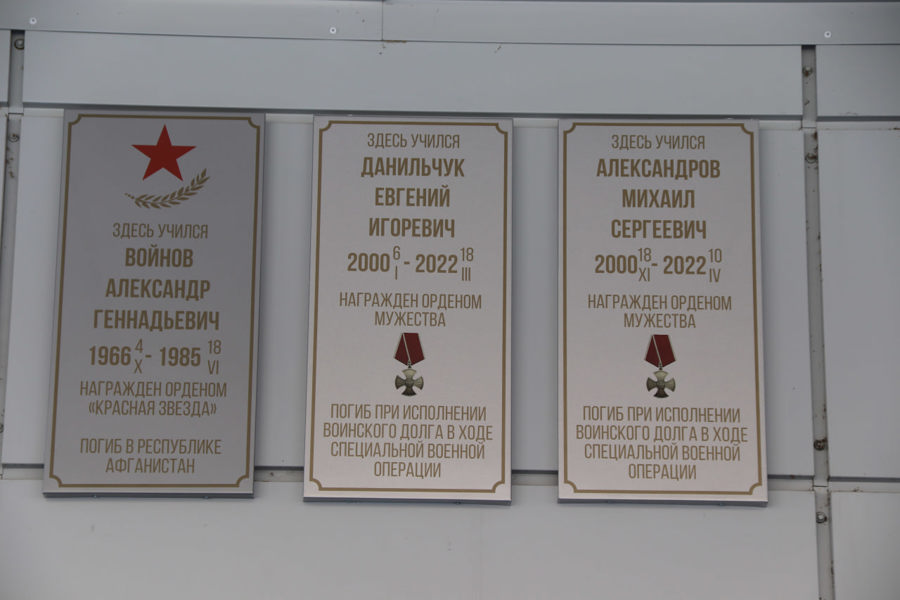 ЗДЕСЬ УЧИЛСЯ
ВОЙНОВ
АЛЕКСАНДР
ГЕННАДЬЕВИЧ
1966 4/X - 1985 18/VI
НАГРАЖДЕН ОРДЕНОМ
«КРАСНАЯ ЗВЕЗДА»
ПОГИБ В РЕСПУБЛИКЕ
АФГАНИСТАН
ЗДЕСЬ УЧИЛСЯ
ДАНИЛЬЧУК
ЕВГЕНИЙ
ИГОРЕВИЧ
2000 6/I - 2022 18/III
НАГРАЖДЕН ОРДЕНОМ
МУЖЕСТВА
ПОГИБ ПРИ ИСПОЛНЕНИИ
ВОИНСКОГО ДОЛГА В ХОДЕ
СПЕЦИАЛЬНОЙ ВОЕННОЙ
ОПЕРАЦИИ
ЗДЕСЬ УЧИЛСЯ
АЛЕКСАНДРОВ
МИХАИЛ
СЕРГЕЕВИЧ
2000 18/XI - 2022 10/IV
НАГРАЖДЕН ОРДЕНОМ
МУЖЕСТВА
ПОГИБ ПРИ ИСПОЛНЕНИИ
ВОИНСКОГО ДОЛГА В ХОДЕ
СПЕЦИАЛЬНОЙ ВОЕННОЙ
ОПЕРАЦИИ